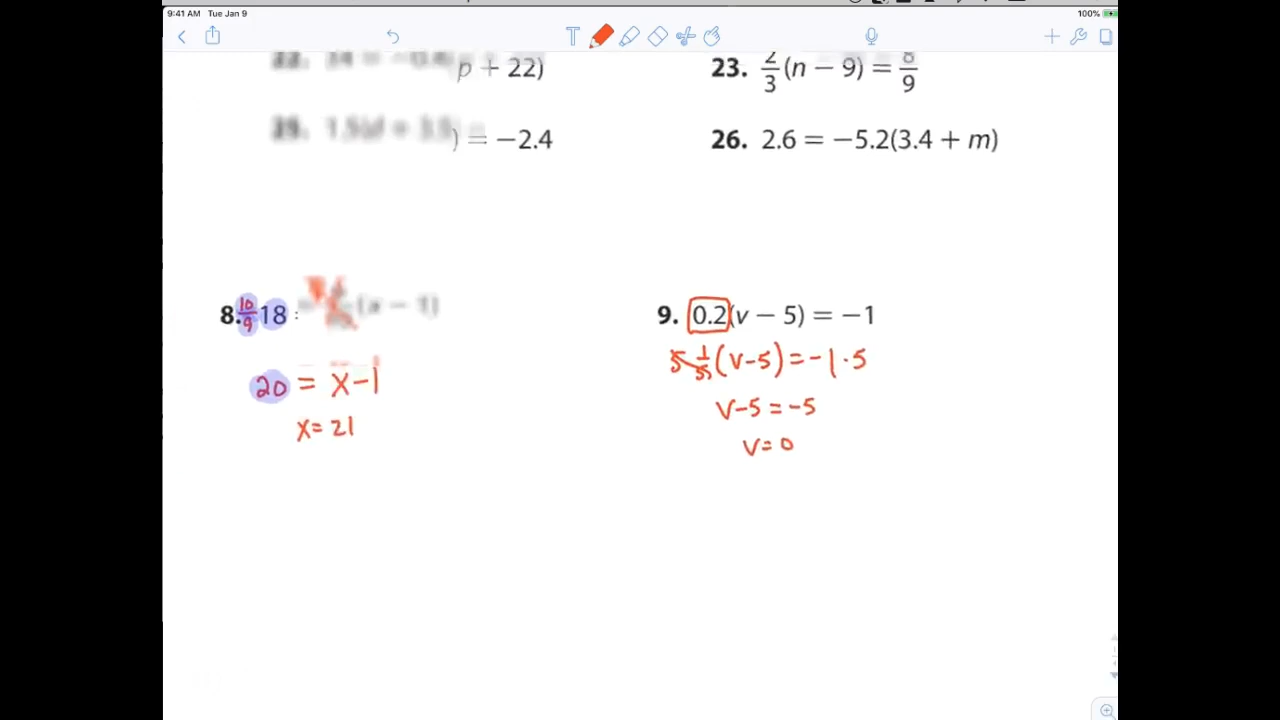 9:41 AM Tue Jan 9
100%
p + 22)
23. 2/3 (n − 9) = 8/9
) = −2.4
26. 2.6 = −5.2(3.4 + m)
8. 10/9 18
20 = x−1
x = 21
9. 0.2(v − 5) = −1
5 · 1/5 (v−5) = −1·5
v−5 = −5
v = 0